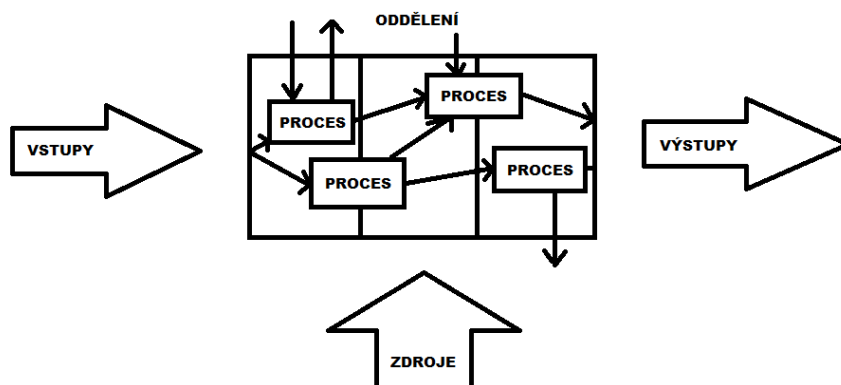 ODDĚLENÍ
PROCES
PROCES
VSTUPY
VÝSTUPY
PROCES
PROCES
ZDROJE